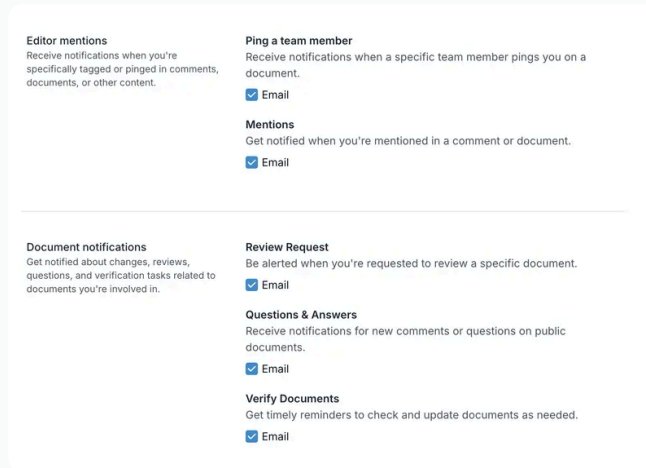 Editor mentions
Receive notifications when you're
specifically tagged or pinged in comments,
documents, or other content.
Ping a team member
Receive notifications when a specific team member pings you on a
document.
Email
Mentions
Get notified when you're mentioned in a comment or document.
Email
Document notifications
Get notified about changes, reviews,
questions, and verification tasks related to
documents you're involved in.
Review Request
Be alerted when you're requested to review a specific document.
Email
Questions & Answers
Receive notifications for new comments or questions on public
documents.
Email
Verify Documents
Get timely reminders to check and update documents as needed.
Email